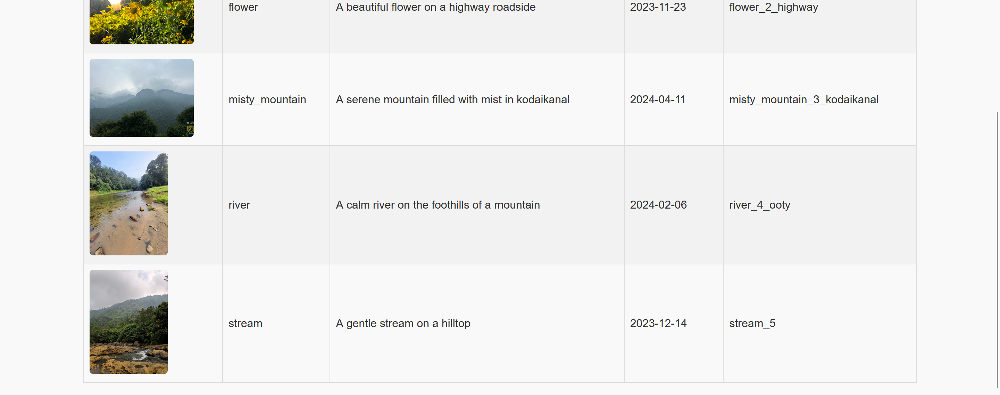 flower A beautiful flower on a highway roadside 2023-11-23 flower_2_highway
misty_mountain A serene mountain filled with mist in kodaikanal 2024-04-11 misty_mountain_3_kodaikanal
GO
river A calm river on the foothills of a mountain 2024-02-06 river_4_ooty
stream A gentle stream on a hilltop 2023-12-14 stream_5